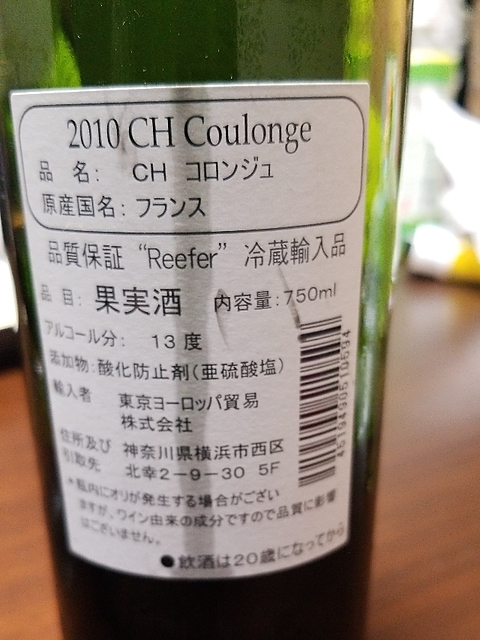 2010 CH Coulonge
品 名: CH コロンジュ
原産国名: フランス
品質保証 “Reefer” 冷蔵輸入品
品目: 果実酒 内容量: 750ml
アルコール分: 13 度
添加物: 酸化防止剤(亜硫酸塩)
輸入者 東京ヨーロッパ貿易
株式会社
住所及び 神奈川県横浜市西区
引取先 北幸2-9-30 5F
*瓶内にオリが発生する場合がござい
ますが、ワイン由来の成分ですので品質に影響
はございません。
●飲酒は20歳になってから